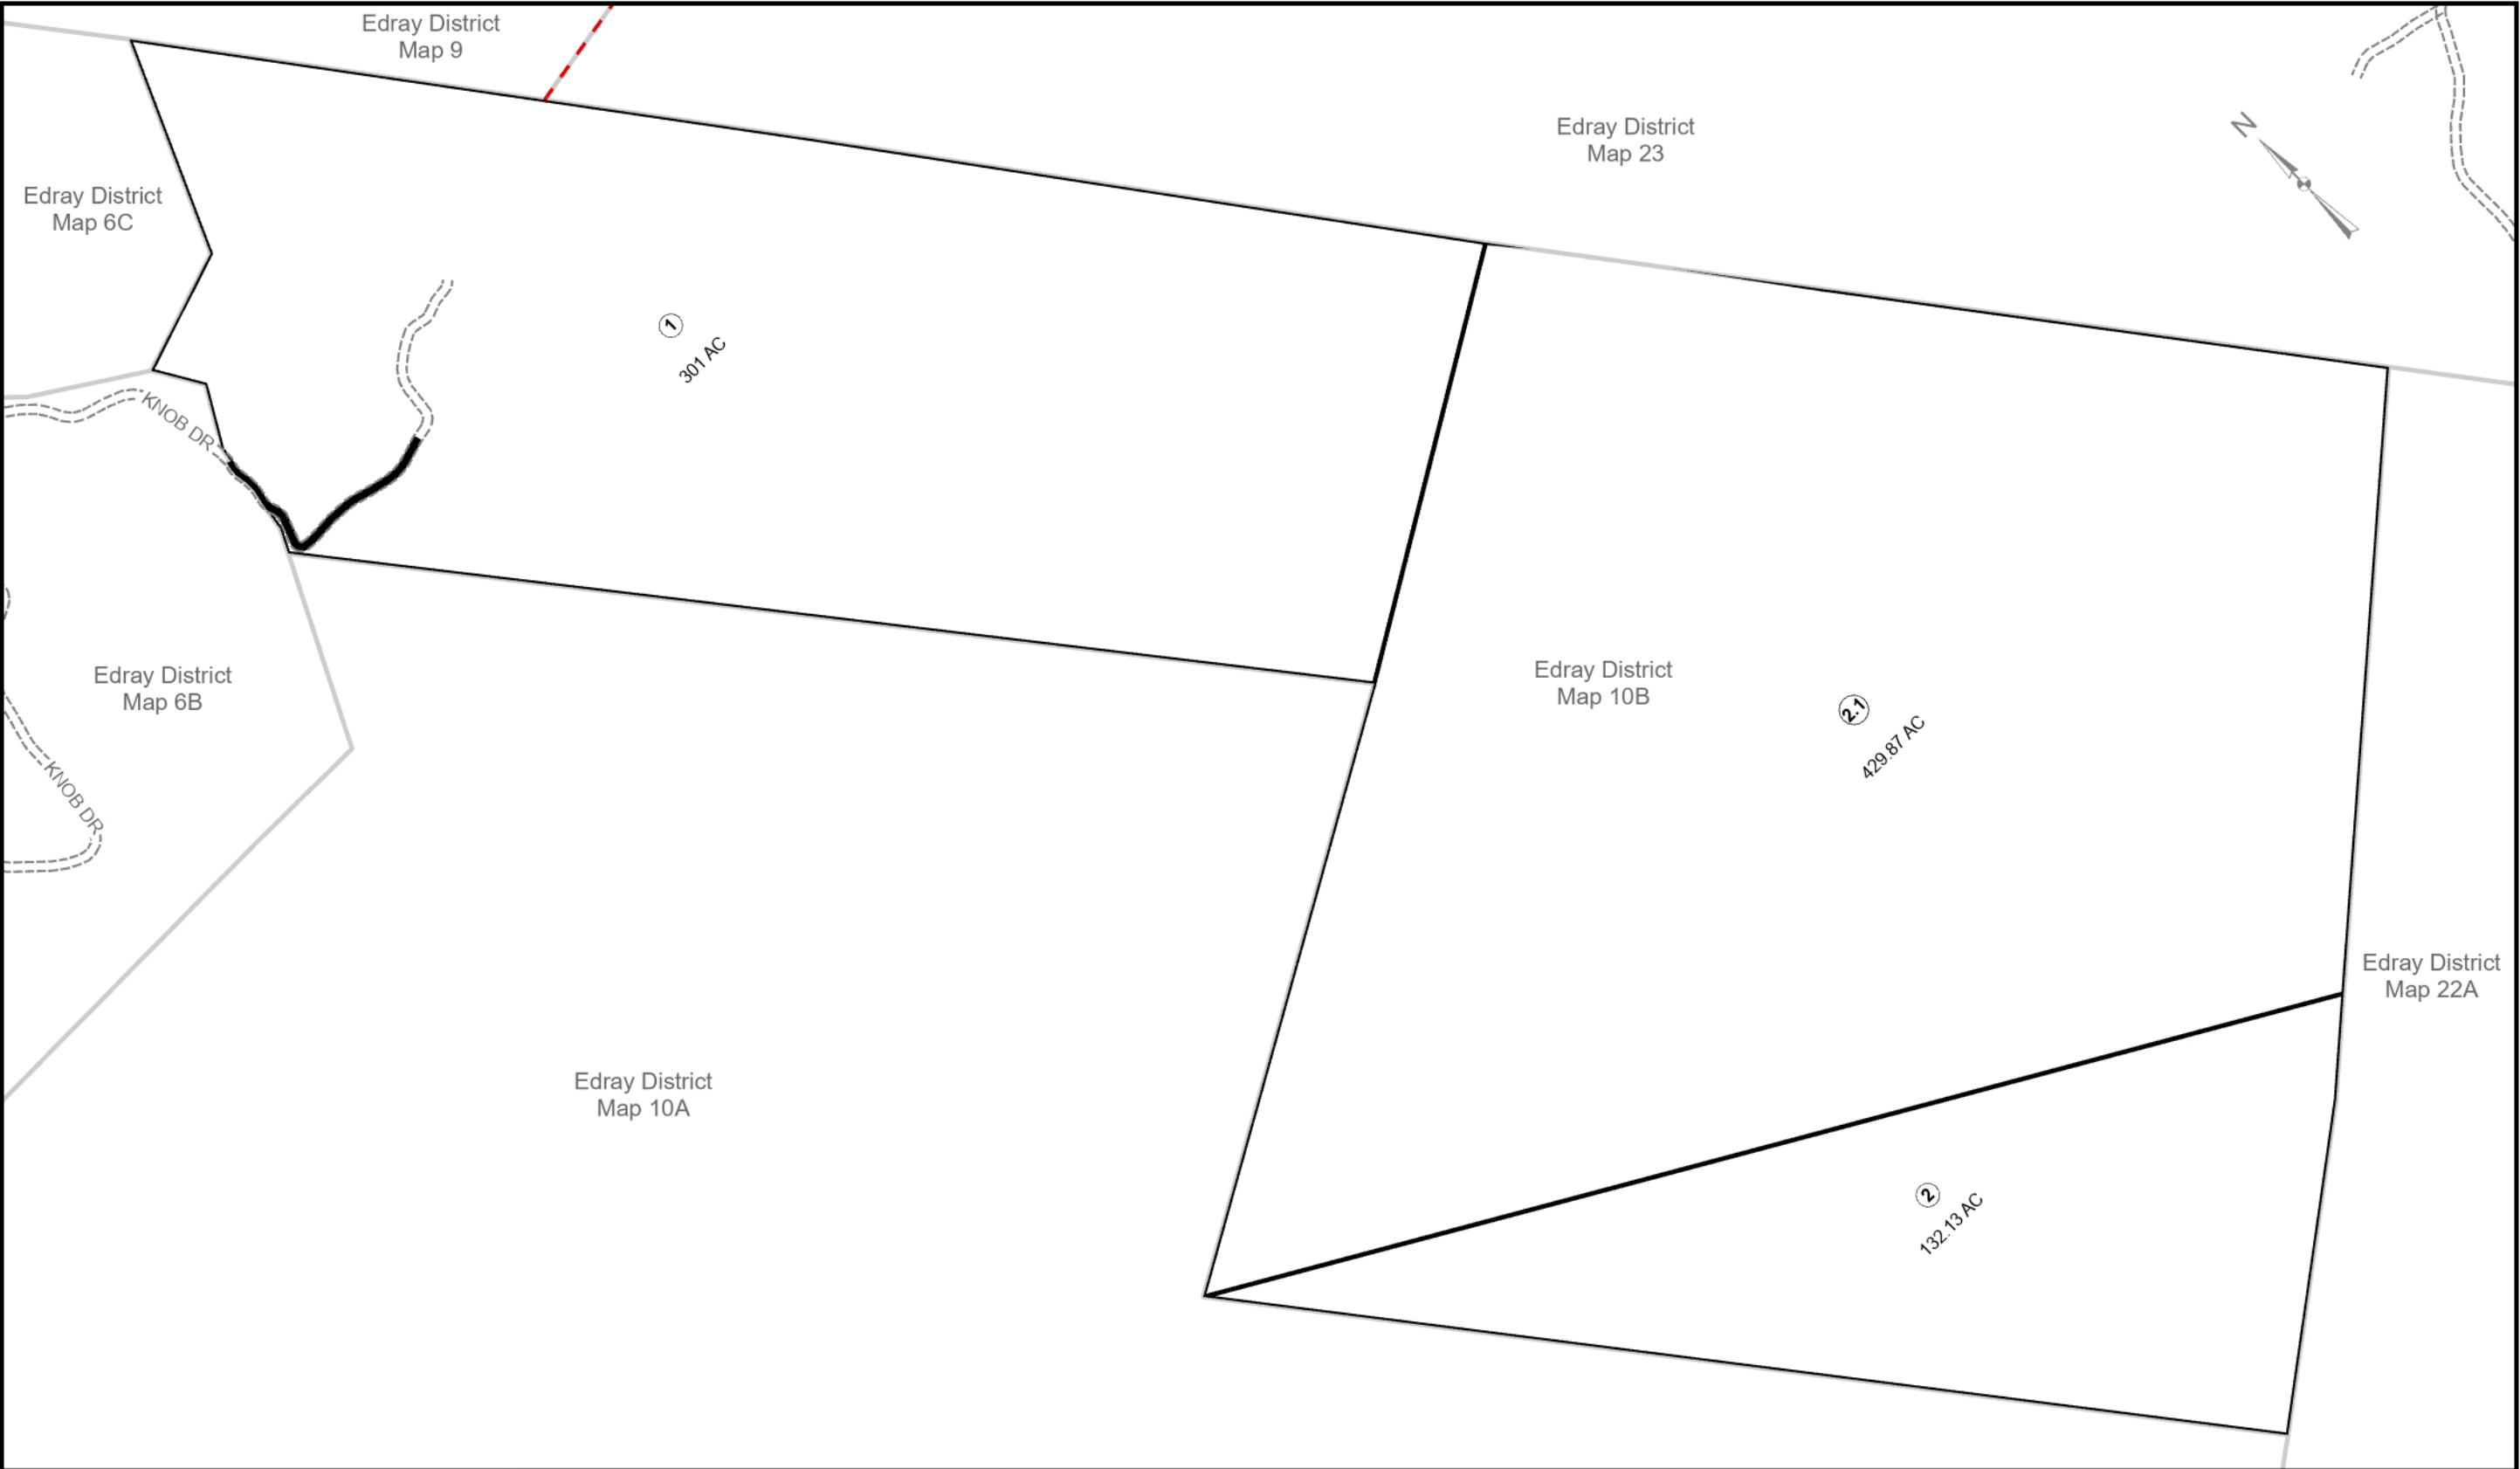 Edray District
Map 9
Edray District
Map 23
N
Edray District
Map 6C
1
301 AC
KNOB DR
Edray District
Map 6B
Edray District
Map 10B
2.1
429.87 AC
KNOB DR
Edray District
Map 22A
Edray District
Map 10A
2
132.13 AC